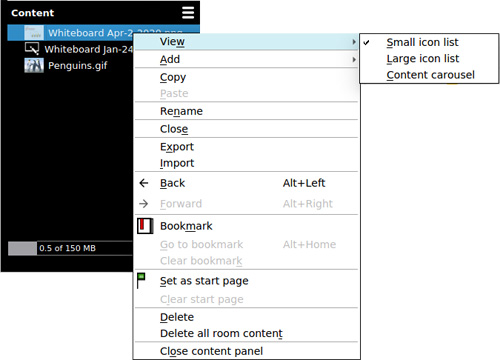 Content
Whiteboard Apr-2 2020.png
Whiteboard Jan-24
Penguins.gif
0.5 of 150 MB
View
Add
Copy
Paste
Rename
Close
Export
Import
Back Alt+Left
Forward Alt+Right
Bookmark
Go to bookmark Alt+Home
Clear bookmark
Set as start page
Clear start page
Delete
Delete all room content
Close content panel
Small icon list
Large icon list
Content carousel